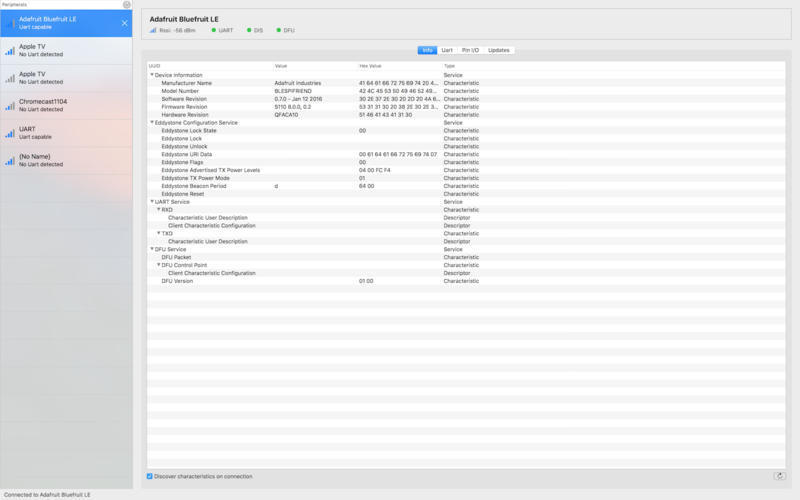 Peripherals
Adafruit Bluefruit LE
Uart capable
Apple TV
No Uart detected
Apple TV
No Uart detected
Chromecast1104
No Uart detected
UART
Uart capable
{No Name}
No Uart detected
Adafruit Bluefruit LE
Rssi: -56 dBm UART DIS DFU
Info Uart Pin I/O Updates
UUID Value Hex Value Type
Device Information Service
Manufacturer Name Adafruit Industries 41 64 61 66 72 75 69 74 20 4... Characteristic
Model Number BLESPIFRIEND 42 4C 45 53 50 49 46 52 49... Characteristic
Software Revision 0.7.0 - Jan 12 2016 30 2E 37 2E 30 20 2D 20 4A 6... Characteristic
Firmware Revision S110 8.0.0, 0.2 53 31 31 30 20 38 2E 30 2E 3... Characteristic
Hardware Revision QFACA10 51 46 41 43 41 31 30 Characteristic
Eddystone Configuration Service Service
Eddystone Lock State 00 Characteristic
Eddystone Lock Characteristic
Eddystone Unlock Characteristic
Eddystone URI Data 00 61 64 61 66 72 75 69 74 07 Characteristic
Eddystone Flags 00 Characteristic
Eddystone Advertised TX Power Levels 04 00 FC F4 Characteristic
Eddystone TX Power Mode 01 Characteristic
Eddystone Beacon Period d 64 00 Characteristic
Eddystone Reset Characteristic
UART Service Service
RXD Characteristic
Characteristic User Description Descriptor
Client Characteristic Configuration Descriptor
TXD Characteristic
Characteristic User Description Descriptor
DFU Service Service
DFU Packet Characteristic
DFU Control Point Characteristic
Client Characteristic Configuration Descriptor
DFU Version 01 00 Characteristic
Discover characteristics on connection
Connected to Adafruit Bluefruit LE